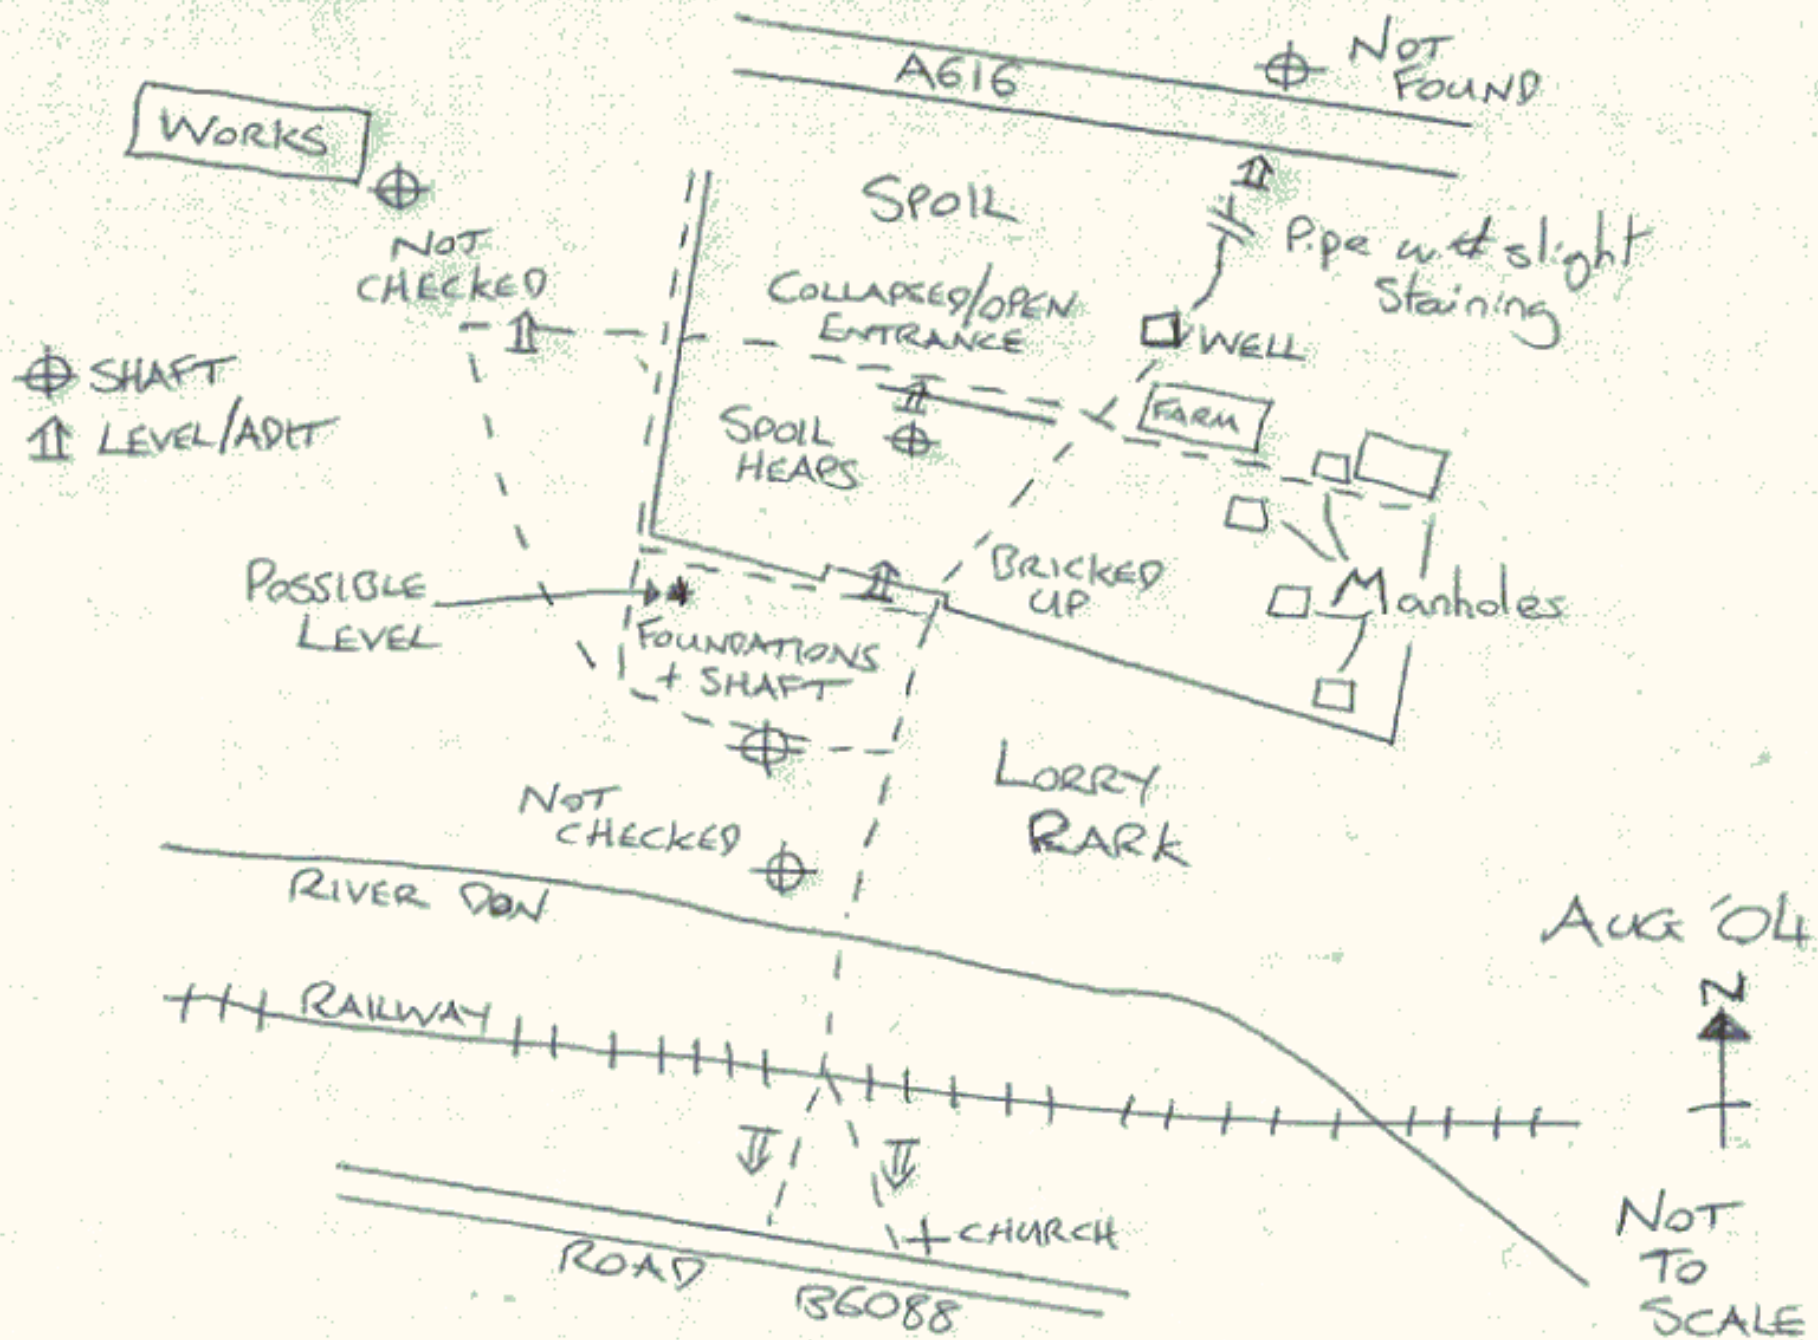 A616
NOT
FOUND
WORKS
SPOIL
NOT
CHECKED
Pipe w slight
Staining
COLLAPSED/OPEN
ENTRANCE
WELL
SHAFT
LEVEL/ADIT
FARM
SPOIL
HEAPS
BRICKED
UP
POSSIBLE
LEVEL
Manholes
FOUNDATIONS
+ SHAFT
LORRY
PARK
NOT
CHECKED
RIVER DON
AUG '04
N
RAILWAY
CHURCH
ROAD
B6088
NOT
TO
SCALE